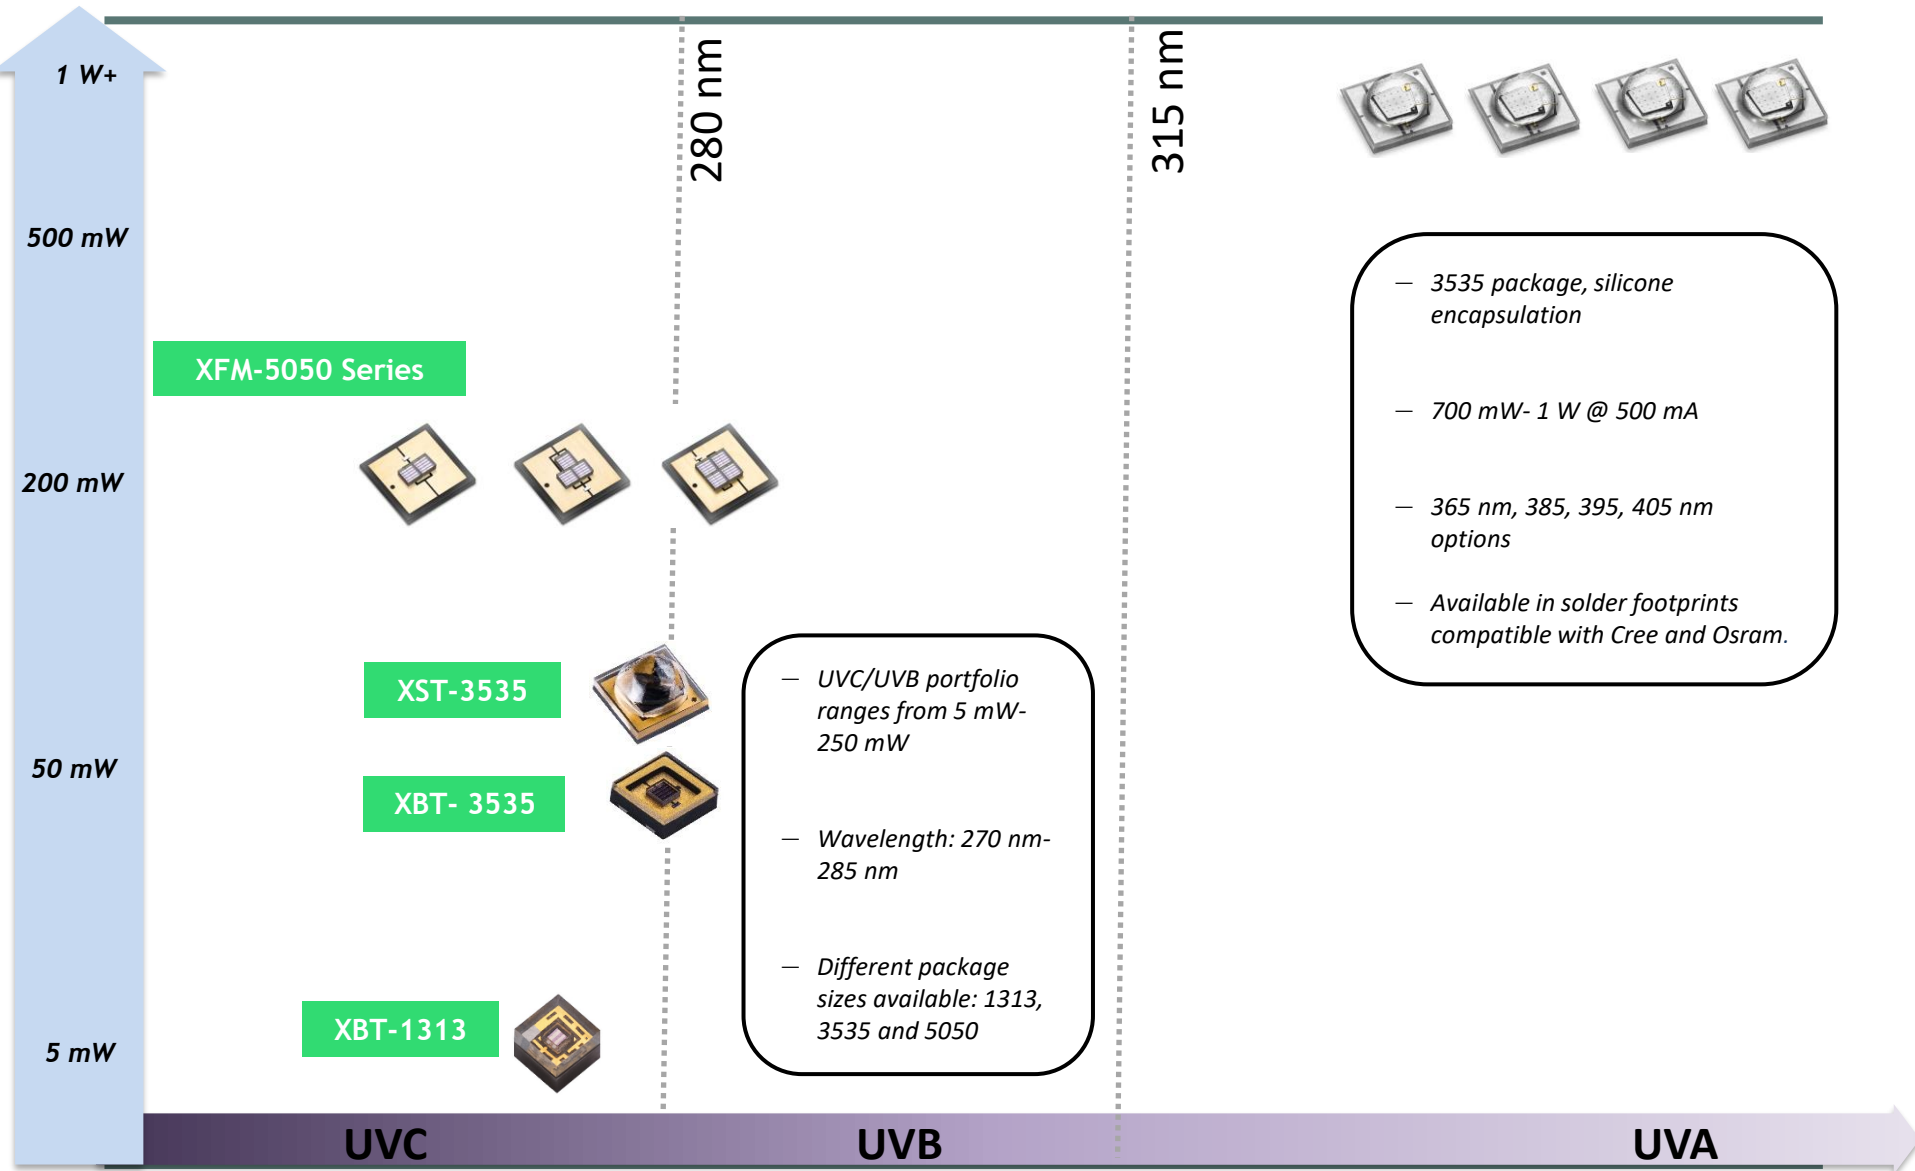 1 W+
500 mW
200 mW
50 mW
5 mW
280 nm
315 nm
XFM-5050 Series
XST-3535
XBT- 3535
XBT-1313
— UVC/UVB portfolio
ranges from 5 mW-
250 mW
— Wavelength: 270 nm-
285 nm
— Different package
sizes available: 1313,
3535 and 5050
— 3535 package, silicone
encapsulation
— 700 mW- 1 W @ 500 mA
— 365 nm, 385, 395, 405 nm
options
— Available in solder footprints
compatible with Cree and Osram.
UVC
UVB
UVA